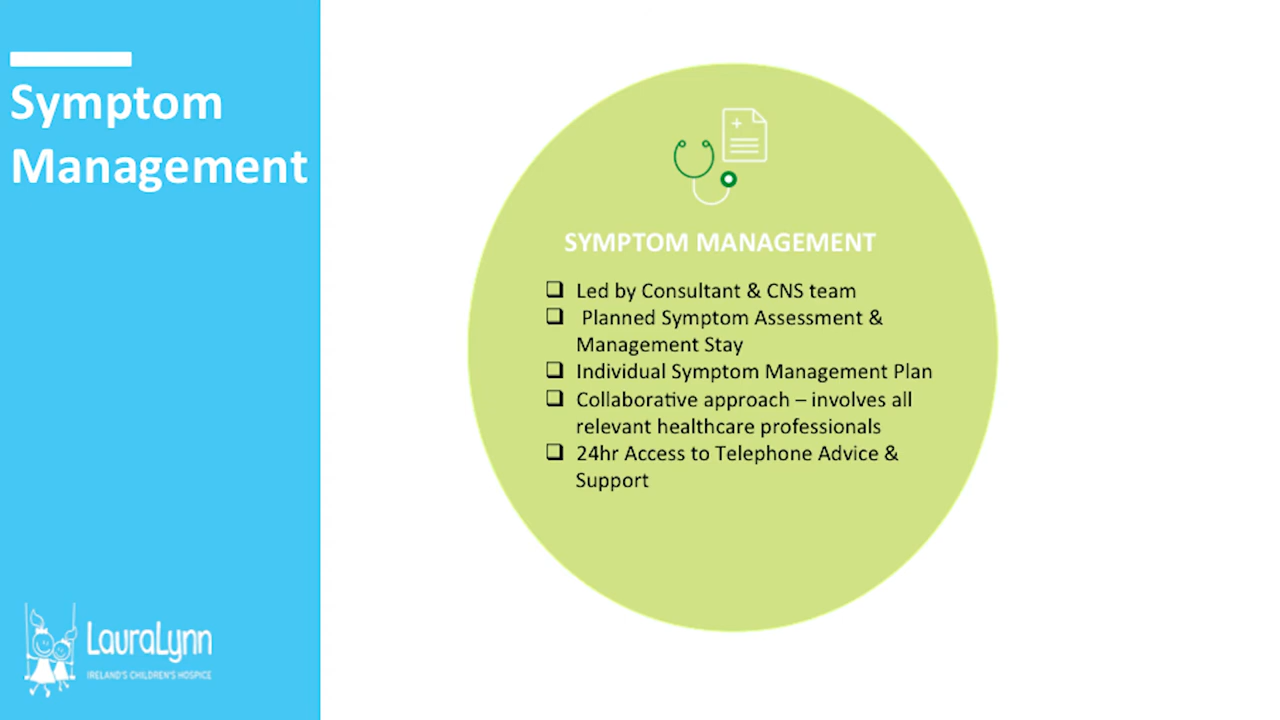 Symptom
Management
SYMPTOM MANAGEMENT
❑ Led by Consultant & CNS team
❑ Planned Symptom Assessment &
Management Stay
❑ Individual Symptom Management Plan
❑ Collaborative approach – involves all
relevant healthcare professionals
❑ 24hr Access to Telephone Advice &
Support
LauraLynn
IRELAND'S CHILDREN'S HOSPICE